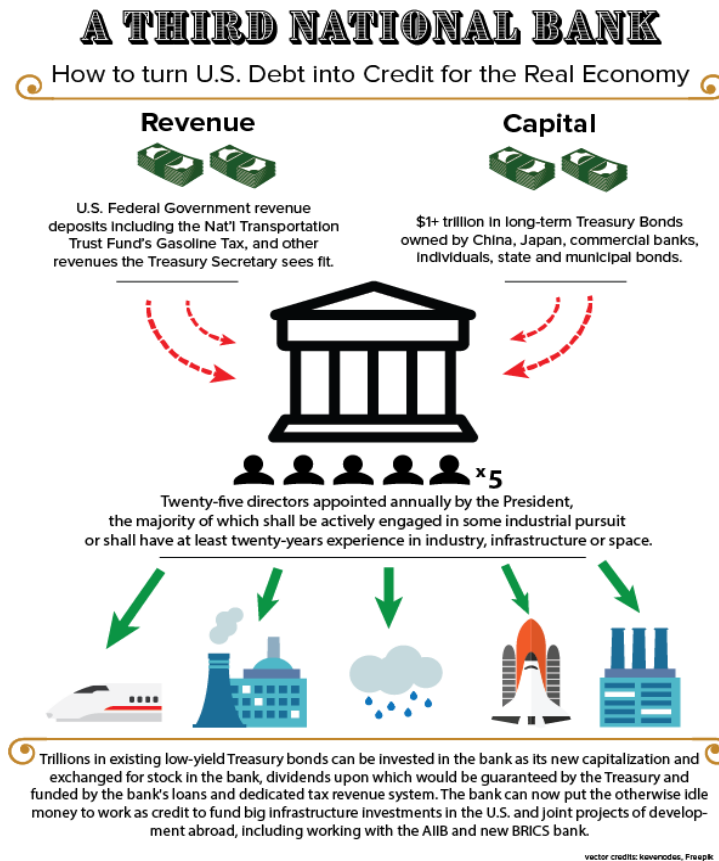 A THIRD NATIONAL BANK
How to turn U.S. Debt into Credit for the Real Economy
Revenue
U.S. Federal Government revenue
deposits including the Nat'l Transportation
Trust Fund's Gasoline Tax, and other
revenues the Treasury Secretary sees fit.
Capital
$1+ trillion in long-term Treasury Bonds
owned by China, Japan, commercial banks,
individuals, state and municipal bonds.
x5
Twenty-five directors appointed annually by the President,
the majority of which shall be actively engaged in some industrial pursuit
or shall have at least twenty-years experience in industry, infrastructure or space.
Trillions in existing low-yield Treasury bonds can be invested in the bank as its new capitalization and
exchanged for stock in the bank, dividends upon which would be guaranteed by the Treasury and
funded by the bank's loans and dedicated tax revenue system. The bank can now put the otherwise idle
money to work as credit to fund big infrastructure investments in the U.S. and joint projects of develop-
ment abroad, including working with the AIIB and new BRICS bank.
vector credits: kevenodes, Freepik